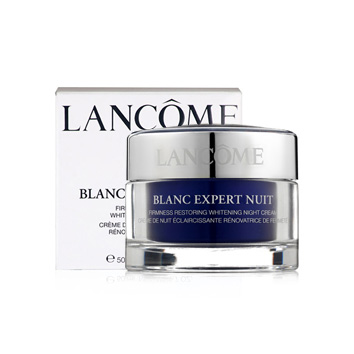 LANCÔME
BLANC
FIR
WHIT
CRÈME D
RÉNO
e 50
LANCÔME
BLANC EXPERT NUIT
FIRMNESS RESTORING WHITENING NIGHT CREAM
CRÈME DE NUIT ÉCLAIRCISSANTE RÉNOVATRICE DE FERMETÉ